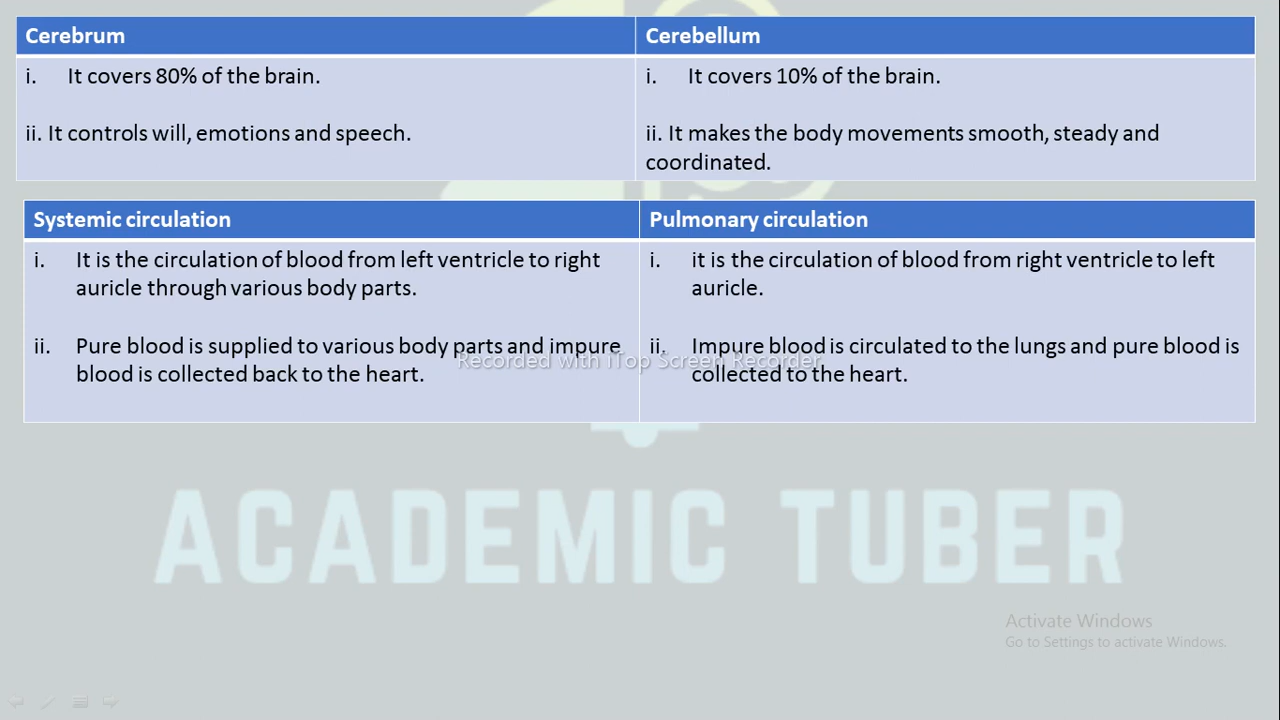 Cerebrum
Cerebellum
i. It covers 80% of the brain.
ii. It controls will, emotions and speech.
i. It covers 10% of the brain.
ii. It makes the body movements smooth, steady and
coordinated.
Systemic circulation
Pulmonary circulation
i. It is the circulation of blood from left ventricle to right
auricle through various body parts.
ii. Pure blood is supplied to various body parts and impure
blood is collected back to the heart.
i. it is the circulation of blood from right ventricle to left
auricle.
ii. Impure blood is circulated to the lungs and pure blood is
collected to the heart.
Recorded with iTop Screen Recorder
ACADEMIC TUBER
Activate Windows
Go to Settings to activate Windows.